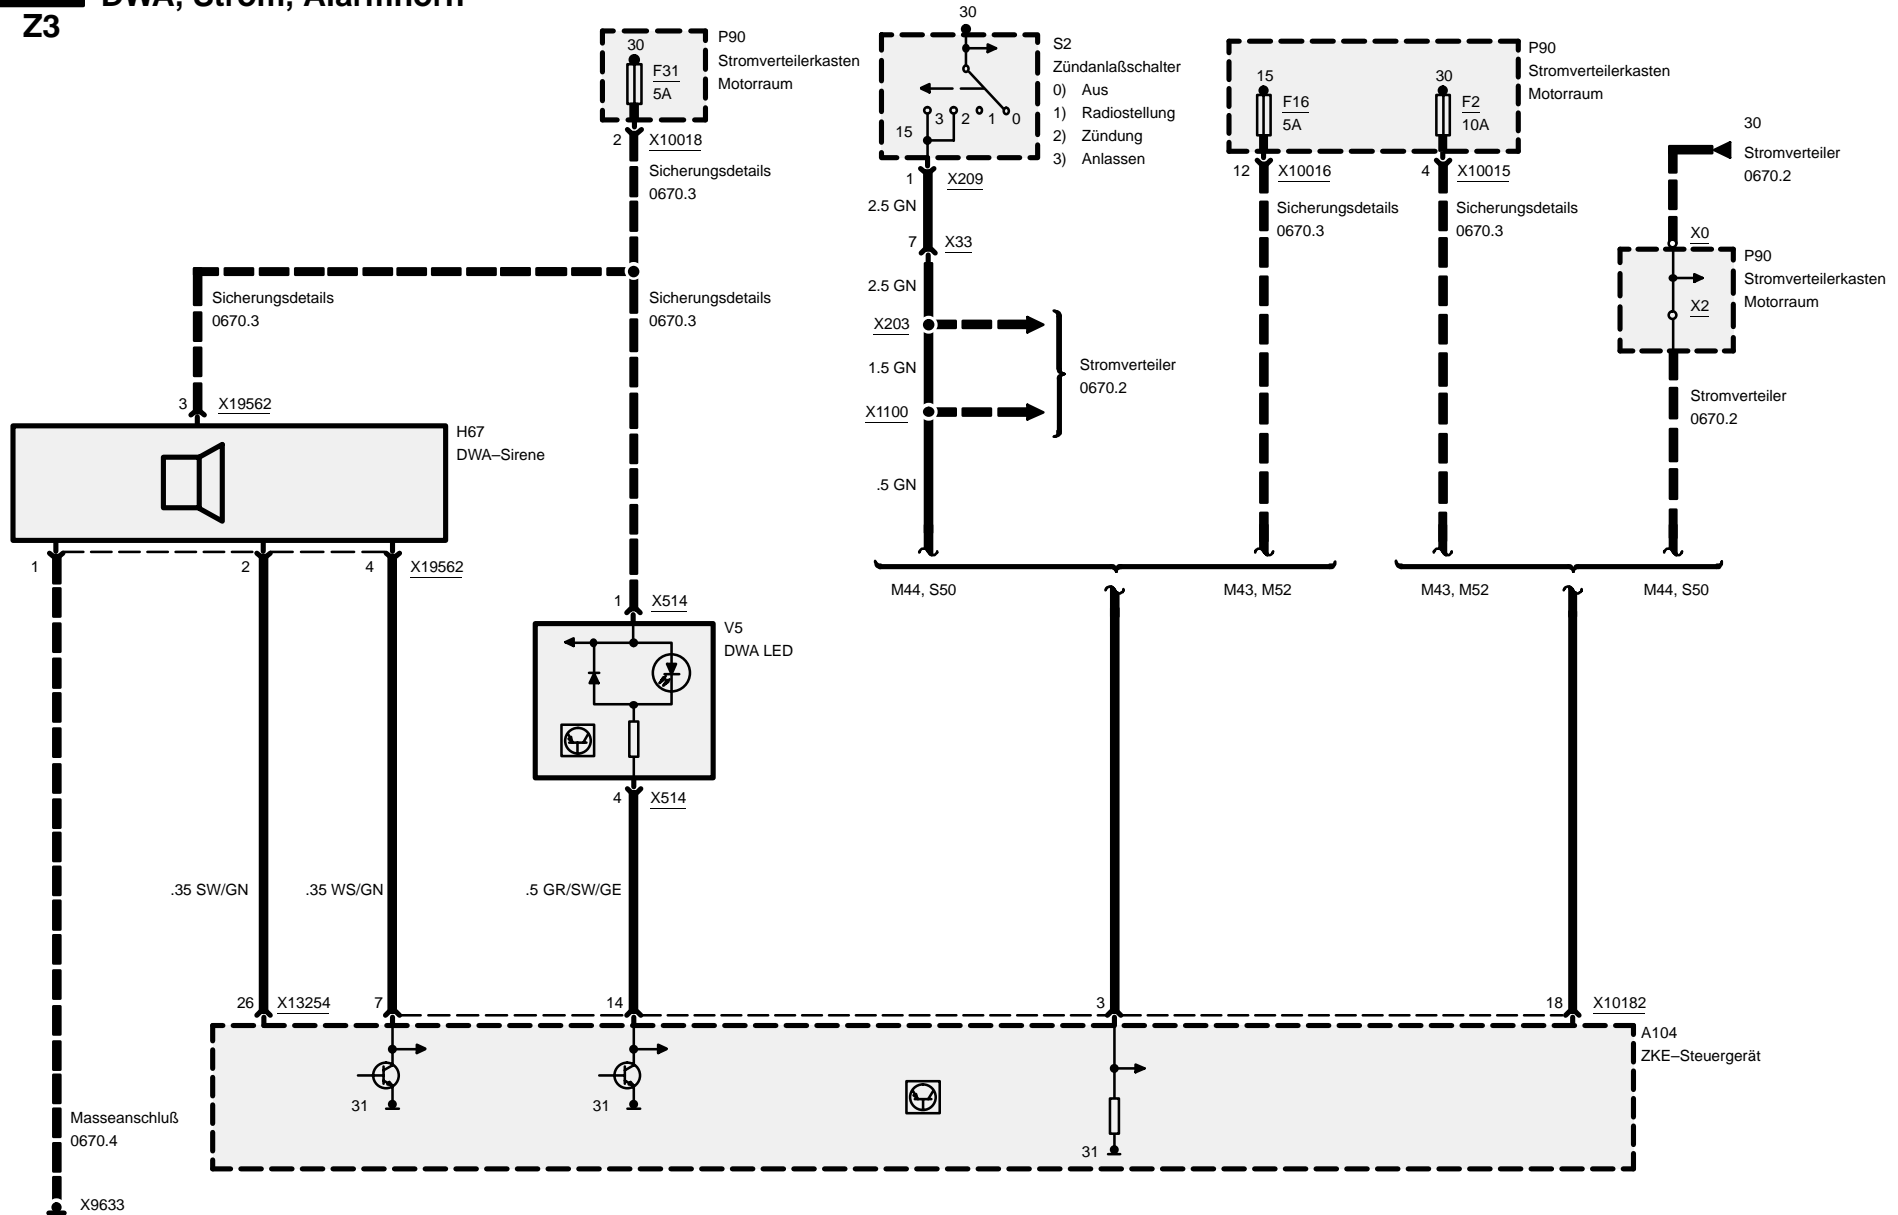 DWA, Strom, Alarmhorn
Z3
30
F31
5A
P90
Stromverteilerkasten
Motorraum
2
X10018
Sicherungsdetails
0670.3
Sicherungsdetails
0670.3
Sicherungsdetails
0670.3
30
S2
Zündanlaßschalter
0) Aus
1) Radiostellung
2) Zündung
3) Anlassen
15
3
2
1
0
1
X209
2.5 GN
7
X33
2.5 GN
X203
1.5 GN
X1100
.5 GN
Stromverteiler
0670.2
15
F16
5A
30
F2
10A
P90
Stromverteilerkasten
Motorraum
12
X10016
Sicherungsdetails
0670.3
4
X10015
Sicherungsdetails
0670.3
30
Stromverteiler
0670.2
X0
X2
P90
Stromverteilerkasten
Motorraum
Stromverteiler
0670.2
3
X19562
H67
DWA–Sirene
1
2
4
X19562
M44, S50
M43, M52
M43, M52
M44, S50
1
X514
V5
DWA LED
4
X514
.35 SW/GN
.35 WS/GN
.5 GR/SW/GE
26
X13254
7
14
3
18
X10182
A104
ZKE–Steuergerät
31
31
31
Masseanschluß
0670.4
X9633